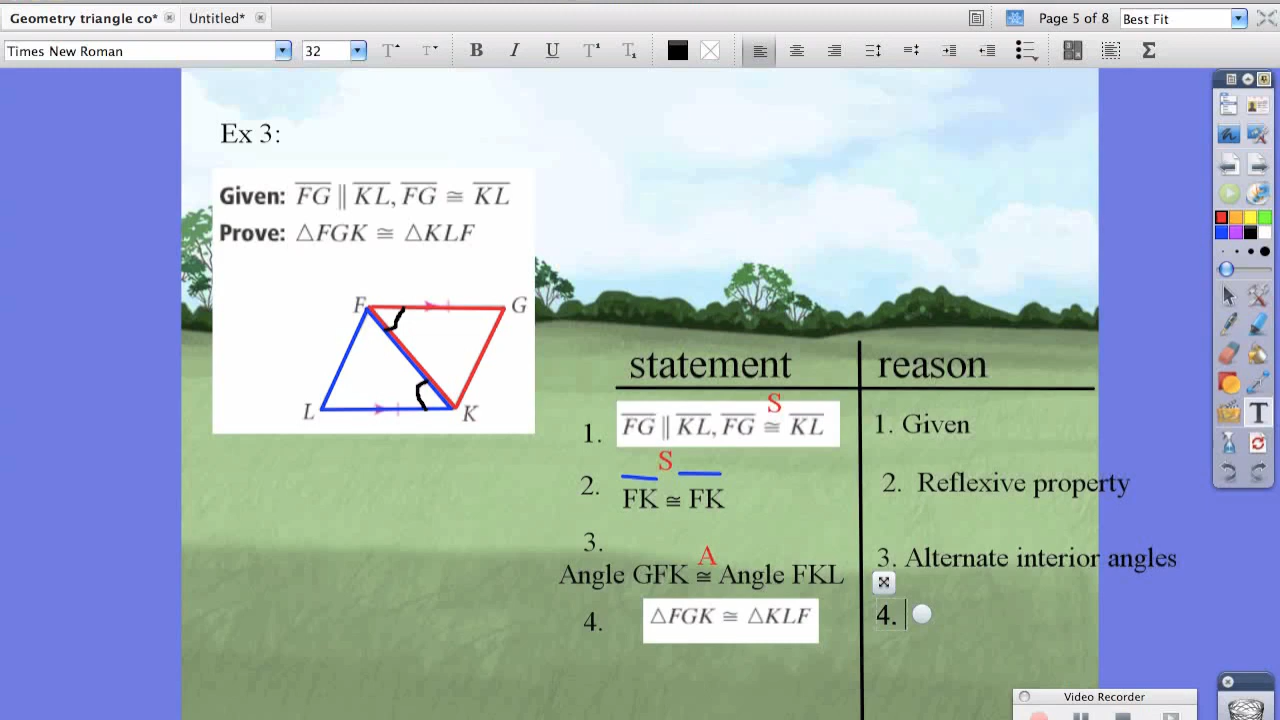 Geometry triangle co* Untitled* Page 5 of 8 Best Fit
Times New Roman 32 B I U T T Σ
Ex 3:
Given: FG ∥ KL, FG ≅ KL
Prove: △FGK ≅ △KLF
F G
L K
statement reason
S
1. FG ∥ KL, FG ≅ KL 1. Given
S
2. FK ≅ FK 2. Reflexive property
3.
A
Angle GFK ≅ Angle FKL 3. Alternate interior angles
4. △FGK ≅ △KLF 4.
Video Recorder